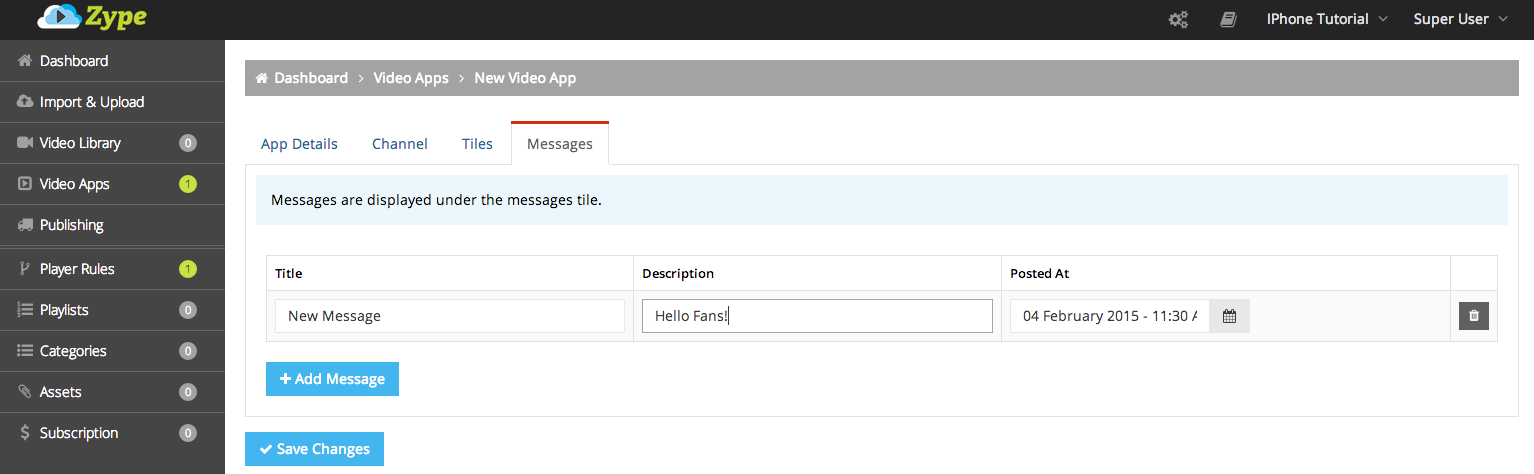 Zype
IPhone Tutorial Super User
Dashboard
Import & Upload
Video Library 0
Video Apps 1
Publishing
Player Rules 1
Playlists 0
Categories 0
Assets 0
Subscription 0
Dashboard > Video Apps > New Video App
App Details Channel Tiles Messages
Messages are displayed under the messages tile.
Title Description Posted At
New Message Hello Fans! 04 February 2015 - 11:30 A
+ Add Message
Save Changes